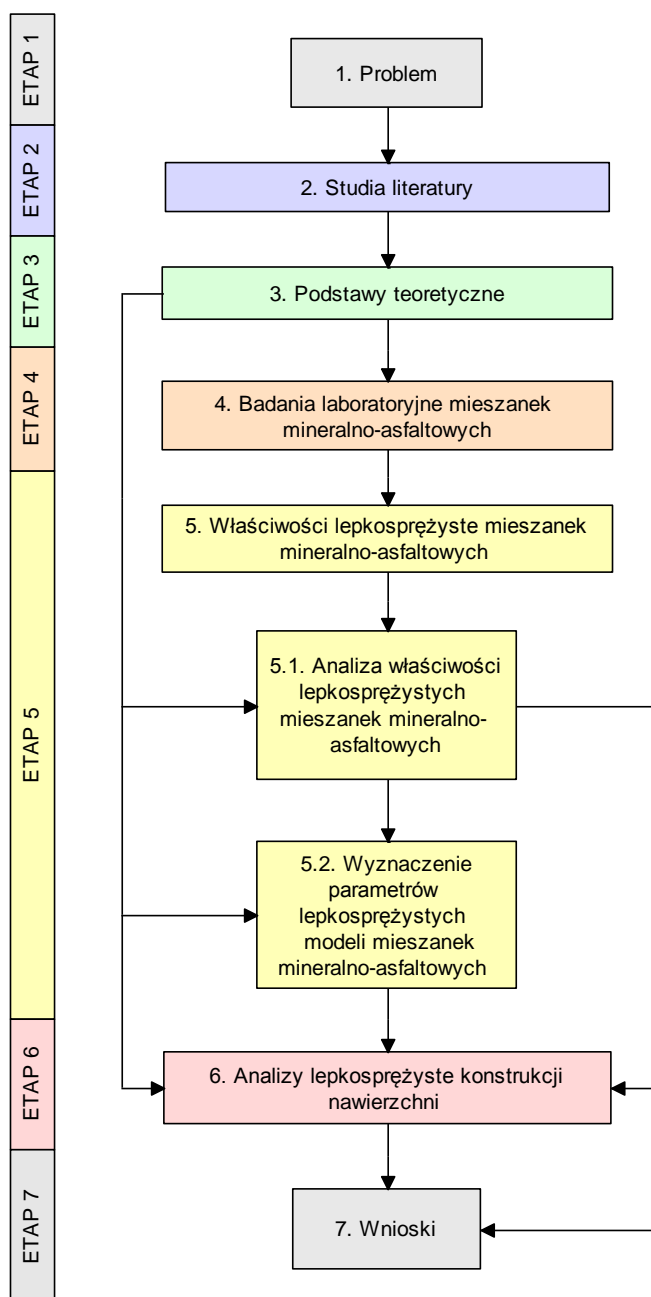 ETAP 1
1. Problem
ETAP 2
2. Studia literatury
ETAP 3
3. Podstawy teoretyczne
ETAP 4
4. Badania laboratoryjne mieszanek
mineralno-asfaltowych
ETAP 5
5. Właściwości lepkosprężyste mieszanek
mineralno-asfaltowych
5.1. Analiza właściwości
lepkosprężystych
mieszanek mineralno-
asfaltowych
5.2. Wyznaczenie
parametrów
lepkosprężystych
modeli mieszanek
mineralno-asfaltowych
ETAP 6
6. Analizy lepkosprężyste konstrukcji
nawierzchni
ETAP 7
7. Wnioski